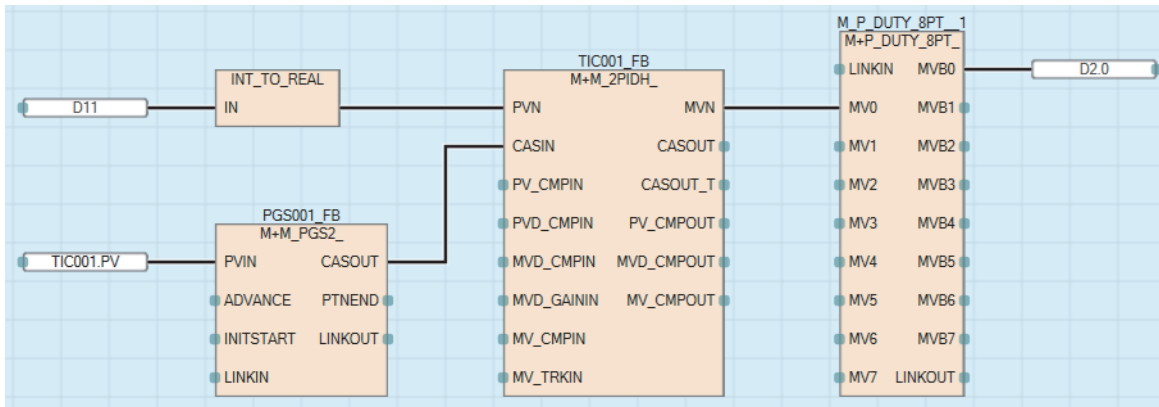 M_P_DUTY_8PT__1
M+P_DUTY_8PT_
LINKIN MVB0
D2.0
TIC001_FB
M+M_2PIDH_
INT_TO_REAL
D11
IN
PVN MVN
MV0 MVB1
CASIN CASOUT
MV1 MVB2
PV_CMPIN CASOUT_T
MV2 MVB3
PGS001_FB
M+M_PGS2_
PVD_CMPIN PV_CMPOUT
MV3 MVB4
TIC001.PV
PVIN CASOUT
MVD_CMPIN MVD_CMPOUT
MV4 MVB5
ADVANCE PTNEND
MVD_GAININ MV_CMPOUT
MV5 MVB6
INITSTART LINKOUT
MV_CMPIN
MV6 MVB7
LINKIN
MV_TRKIN
MV7 LINKOUT